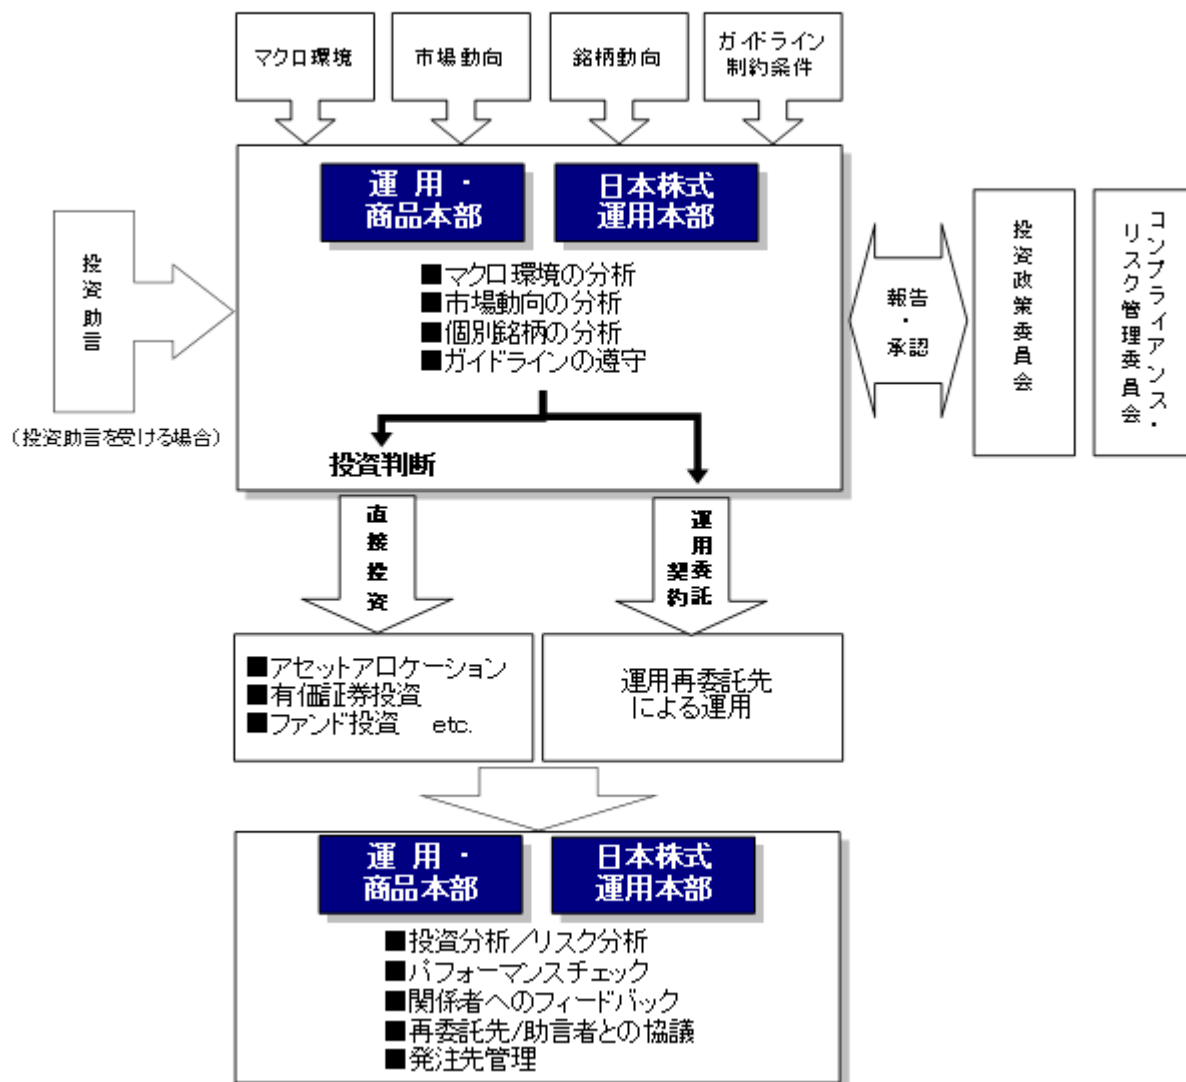 マクロ環境
市場動向
銘柄動向
ガイドライン
制約条件
運 用 ・
商品本部
日本株式
運用本部
■マクロ環境の分析
■市場動向の分析
■個別銘柄の分析
■ガイドラインの遵守
投資助言
(投資助言を受ける場合)
報告
・
承認
投資政策委員会
コンプライアンス・
リスク管理委員会
投資判断
直接投資
運用委託
契約
■アセットアロケーション
■有価証券投資
■ファンド投資 etc.
運用再委託先
による運用
運 用 ・
商品本部
日本株式
運用本部
■投資分析/リスク分析
■パフォーマンスチェック
■関係者へのフィードバック
■再委託先/助言者との協議
■発注先管理